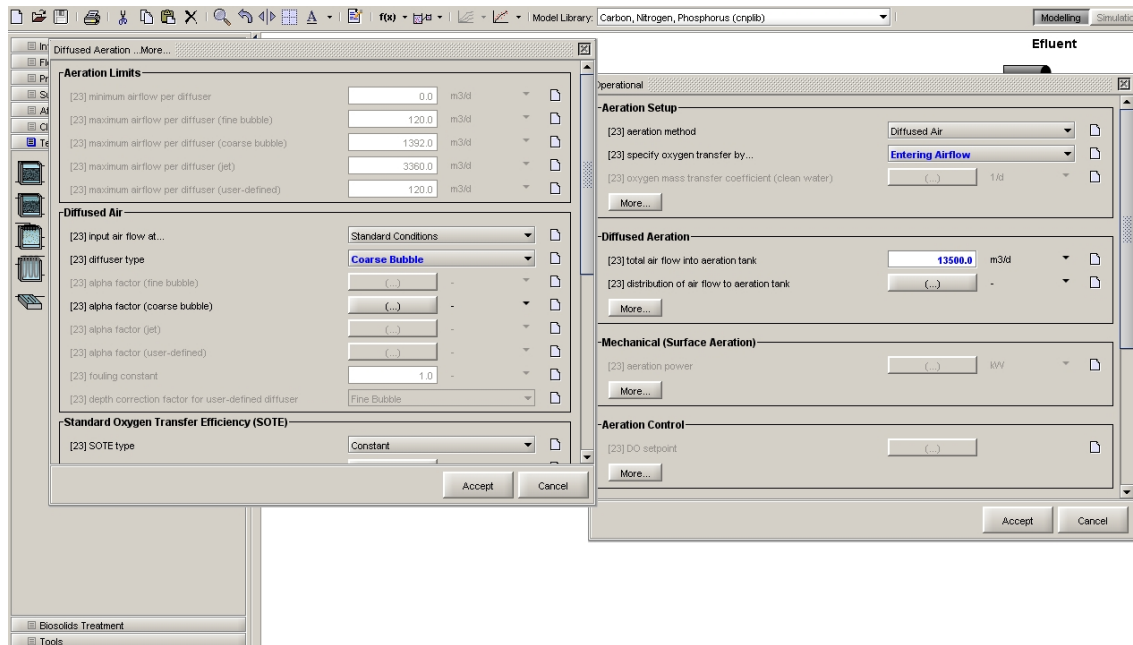 f(x)
Model Library: Carbon, Nitrogen, Phosphorus (cnplib)
Modelling
Efluent
Diffused Aeration ...More...
Aeration Limits
[23] minimum airflow per diffuser 0.0 m3/d
[23] maximum airflow per diffuser (fine bubble) 120.0 m3/d
[23] maximum airflow per diffuser (coarse bubble) 1392.0 m3/d
[23] maximum airflow per diffuser (jet) 3360.0 m3/d
[23] maximum airflow per diffuser (user-defined) 120.0 m3/d
Diffused Air
[23] input air flow at... Standard Conditions
[23] diffuser type Coarse Bubble
[23] alpha factor (fine bubble) (...) -
[23] alpha factor (coarse bubble) (...) -
[23] alpha factor (jet) (...) -
[23] alpha factor (user-defined) (...) -
[23] fouling constant 1.0 -
[23] depth correction factor for user-defined diffuser Fine Bubble
Standard Oxygen Transfer Efficiency (SOTE)
[23] SOTE type Constant
Accept Cancel
Operational
Aeration Setup
[23] aeration method Diffused Air
[23] specify oxygen transfer by... Entering Airflow
[23] oxygen mass transfer coefficient (clean water) (...) 1/d
More...
Diffused Aeration
[23] total air flow into aeration tank 13500.0 m3/d
[23] distribution of air flow to aeration tank (...) -
More...
Mechanical (Surface Aeration)
[23] aeration power (...) kW
More...
Aeration Control
[23] DO setpoint (...)
More...
Accept Cancel
Biosolids Treatment
Tools